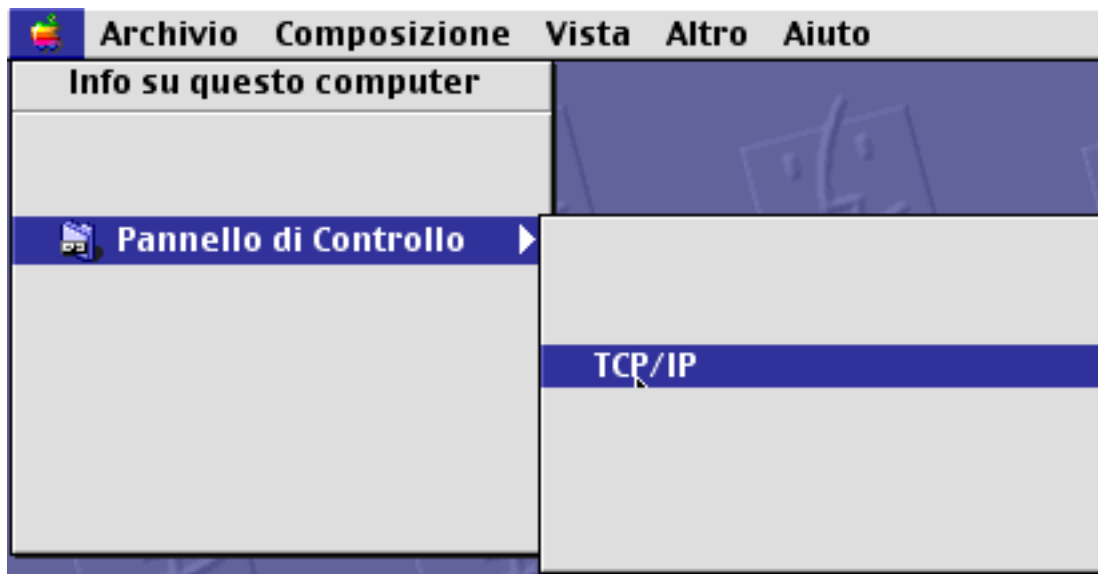 Archivio Composizione Vista Altro Aiuto
Info su questo computer
Pannello di Controllo
TCP/IP